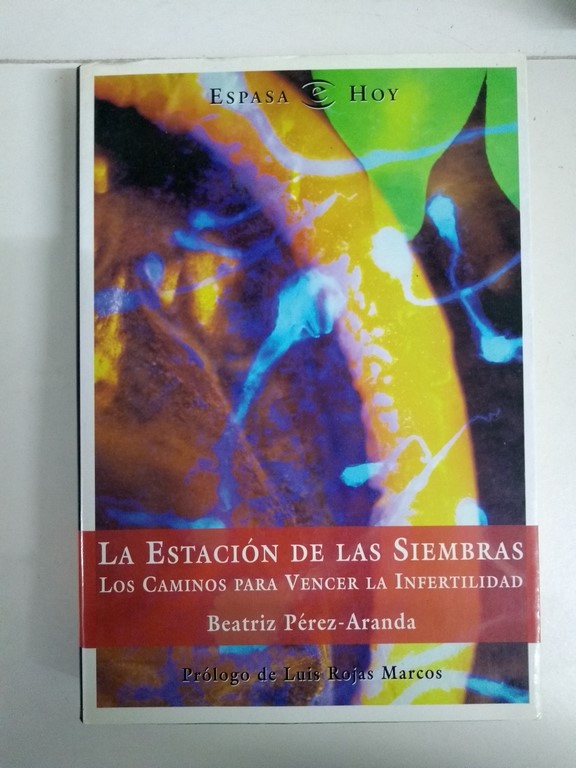 ESPASA e HOY
LA ESTACIÓN DE LAS SIEMBRAS
LOS CAMINOS PARA VENCER LA INFERTILIDAD
Beatriz Pérez-Aranda
Prólogo de Luis Rojas Marcos